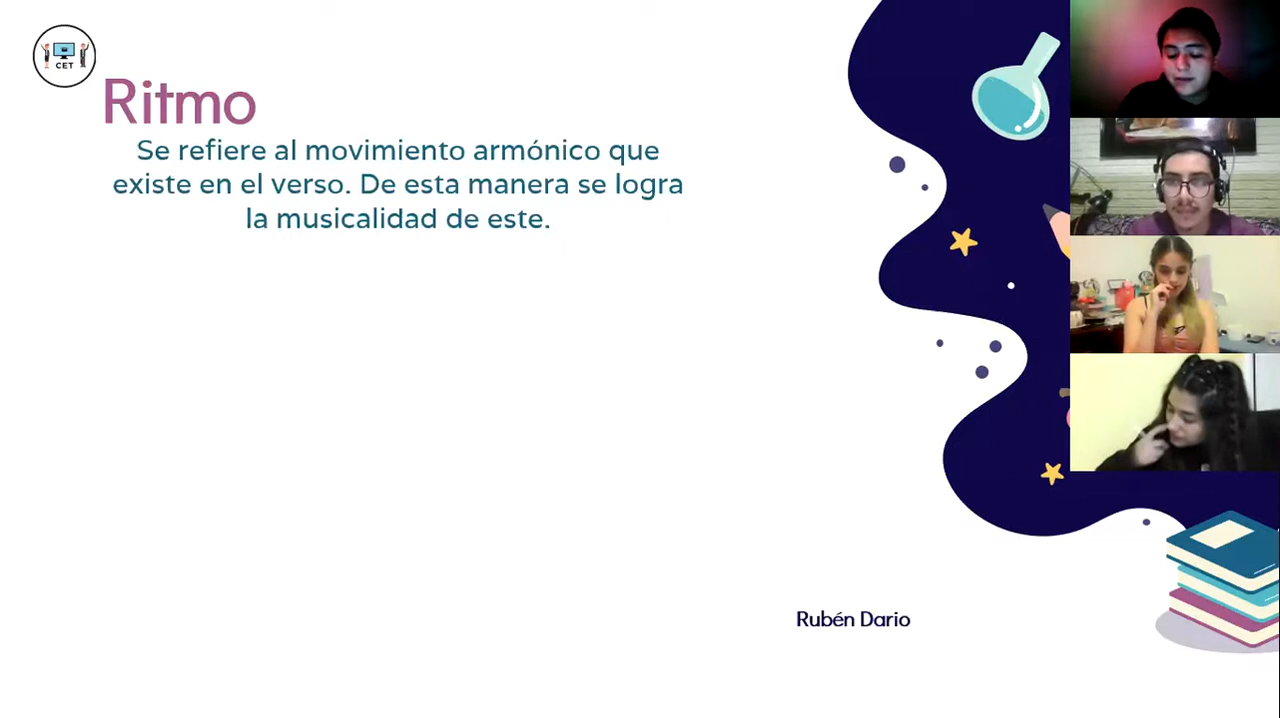 CET
Ritmo
Se refiere al movimiento armónico que
existe en el verso. De esta manera se logra
la musicalidad de este.
Rubén Dario